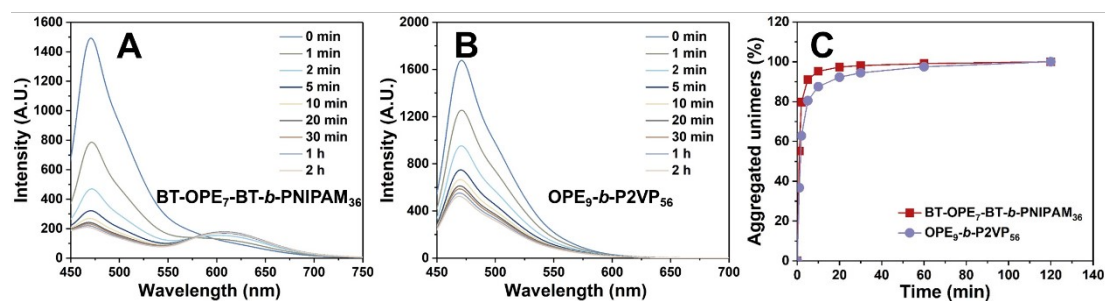 A
Intensity (A.U.)
1600
1400
1200
1000
800
600
400
200
0
450 500 550 600 650 700 750
Wavelength (nm)
0 min
1 min
2 min
5 min
10 min
20 min
30 min
1 h
2 h
BT-OPE7-BT-b-PNIPAM36
B
Intensity (A.U.)
2000
1600
1200
800
400
0
450 500 550 600 650 700
Wavelength (nm)
0 min
1 min
2 min
5 min
10 min
20 min
30 min
1 h
2 h
OPE9-b-P2VP56
C
Aggregated unimers (%)
120
100
80
60
40
20
0
0 20 40 60 80 100 120 140
Time (min)
BT-OPE7-BT-b-PNIPAM36
OPE9-b-P2VP56